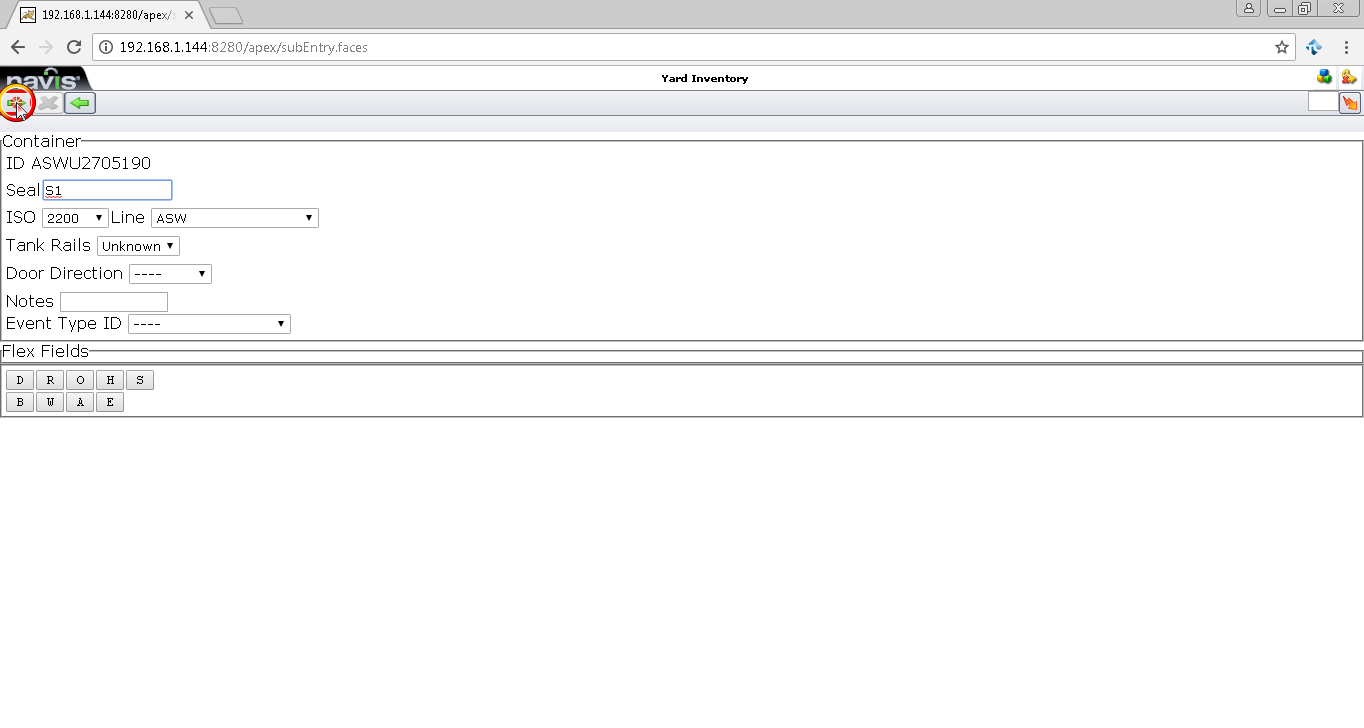 192.168.1.144:8280/apex/s
192.168.1.144:8280/apex/subEntry.faces
navis
Yard Inventory
Container
ID ASWU2705190
Seal S1
ISO 2200 Line ASW
Tank Rails Unknown
Door Direction ----
Notes
Event Type ID ----
Flex Fields
D R O H S
B W A E